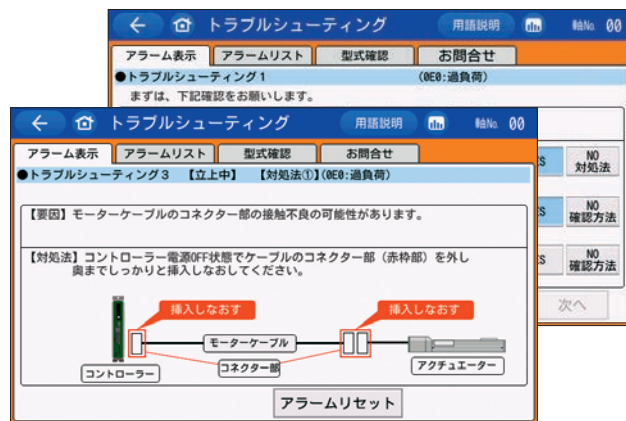 トラブルシューティング
用語説明
軸No. 00
アラーム表示
アラームリスト
型式確認
お問合せ
●トラブルシューティング1 (0E0:過負荷)
まずは、下記確認をお願いします。
NO
対処法
NO
確認方法
NO
確認方法
次へ
トラブルシューティング
用語説明
軸No. 00
アラーム表示
アラームリスト
型式確認
お問合せ
●トラブルシューティング3 【立上中】 【対処法①】(0E0:過負荷)
【要因】モーターケーブルのコネクター部の接触不良の可能性があります。
【対処法】コントローラー電源OFF状態でケーブルのコネクター部（赤枠部）を外し
奥までしっかりと挿入しなおしてください。
挿入しなおす
挿入しなおす
モーターケーブル
コネクター部
コントローラー
アクチュエーター
アラームリセット